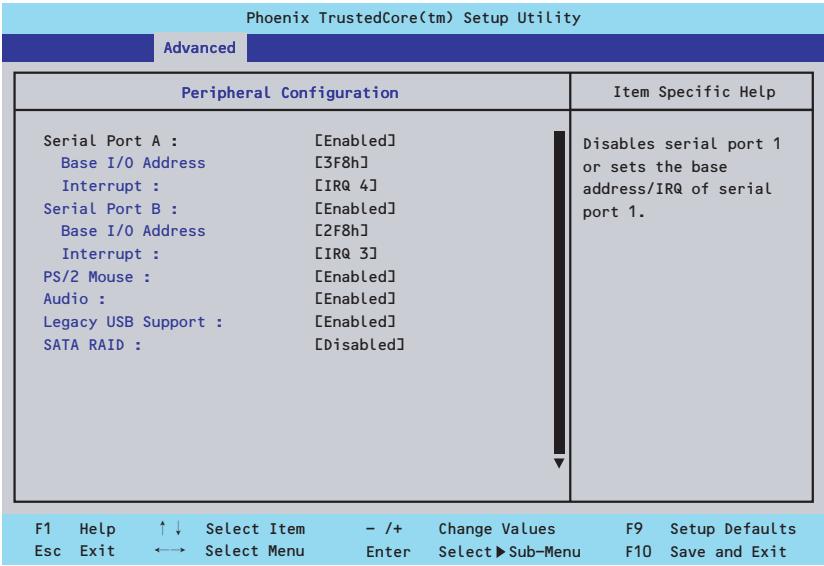 Phoenix TrustedCore(tm) Setup Utility
Advanced
Peripheral Configuration
Item Specific Help
Serial Port A : [Enabled]
Base I/O Address [3F8h]
Interrupt : [IRQ 4]
Serial Port B : [Enabled]
Base I/O Address [2F8h]
Interrupt : [IRQ 3]
PS/2 Mouse : [Enabled]
Audio : [Enabled]
Legacy USB Support : [Enabled]
SATA RAID : [Disabled]
Disables serial port 1
or sets the base
address/IRQ of serial
port 1.
F1 Help ↑↓ Select Item - /+ Change Values F9 Setup Defaults
Esc Exit ←→ Select Menu Enter Select▶Sub-Menu F10 Save and Exit